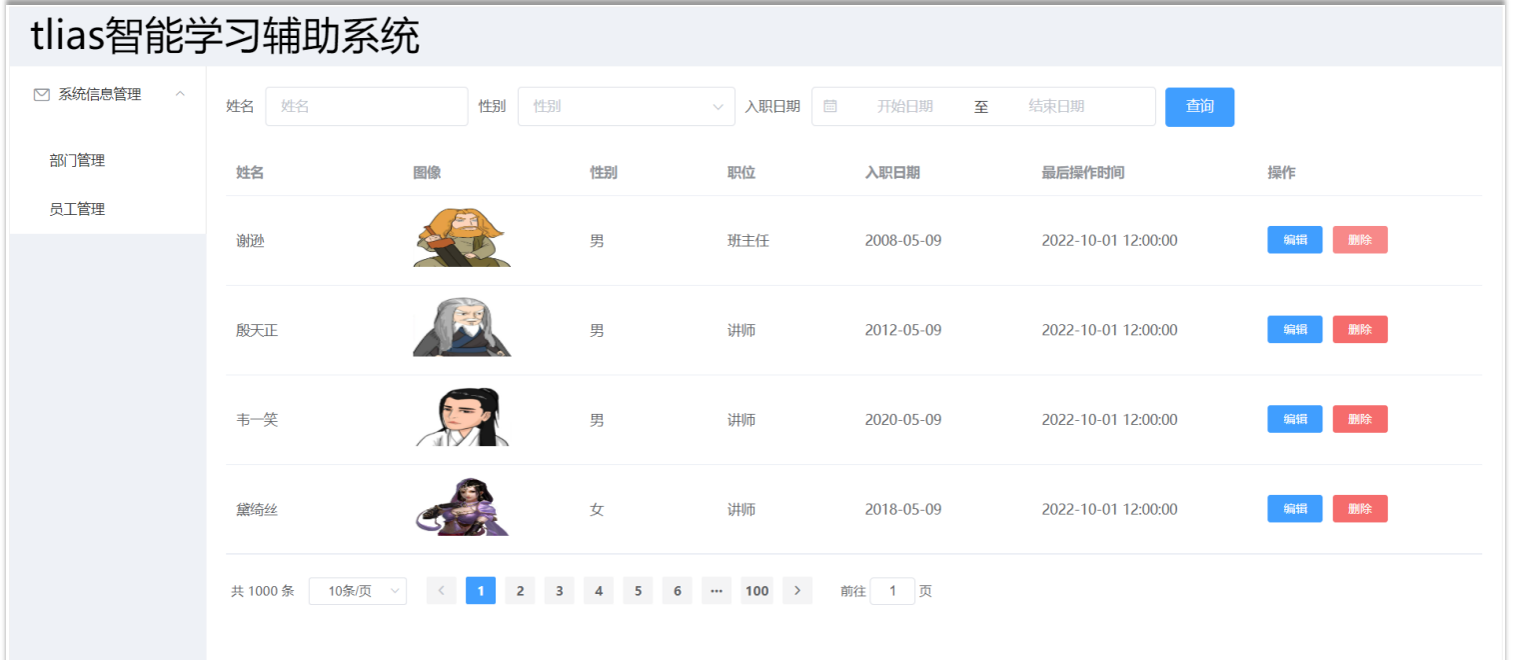 tlias智能学习辅助系统
系统信息管理
部门管理
员工管理
姓名 姓名 性别 性别 入职日期 开始日期 至 结束日期 查询
姓名 图像 性别 职位 入职日期 最后操作时间 操作
谢逊 男 班主任 2008-05-09 2022-10-01 12:00:00 编辑 删除
殷天正 男 讲师 2012-05-09 2022-10-01 12:00:00 编辑 删除
韦一笑 男 讲师 2020-05-09 2022-10-01 12:00:00 编辑 删除
黛绮丝 女 讲师 2018-05-09 2022-10-01 12:00:00 编辑 删除
共 1000 条 10条/页 1 2 3 4 5 6 ··· 100 前往 1 页